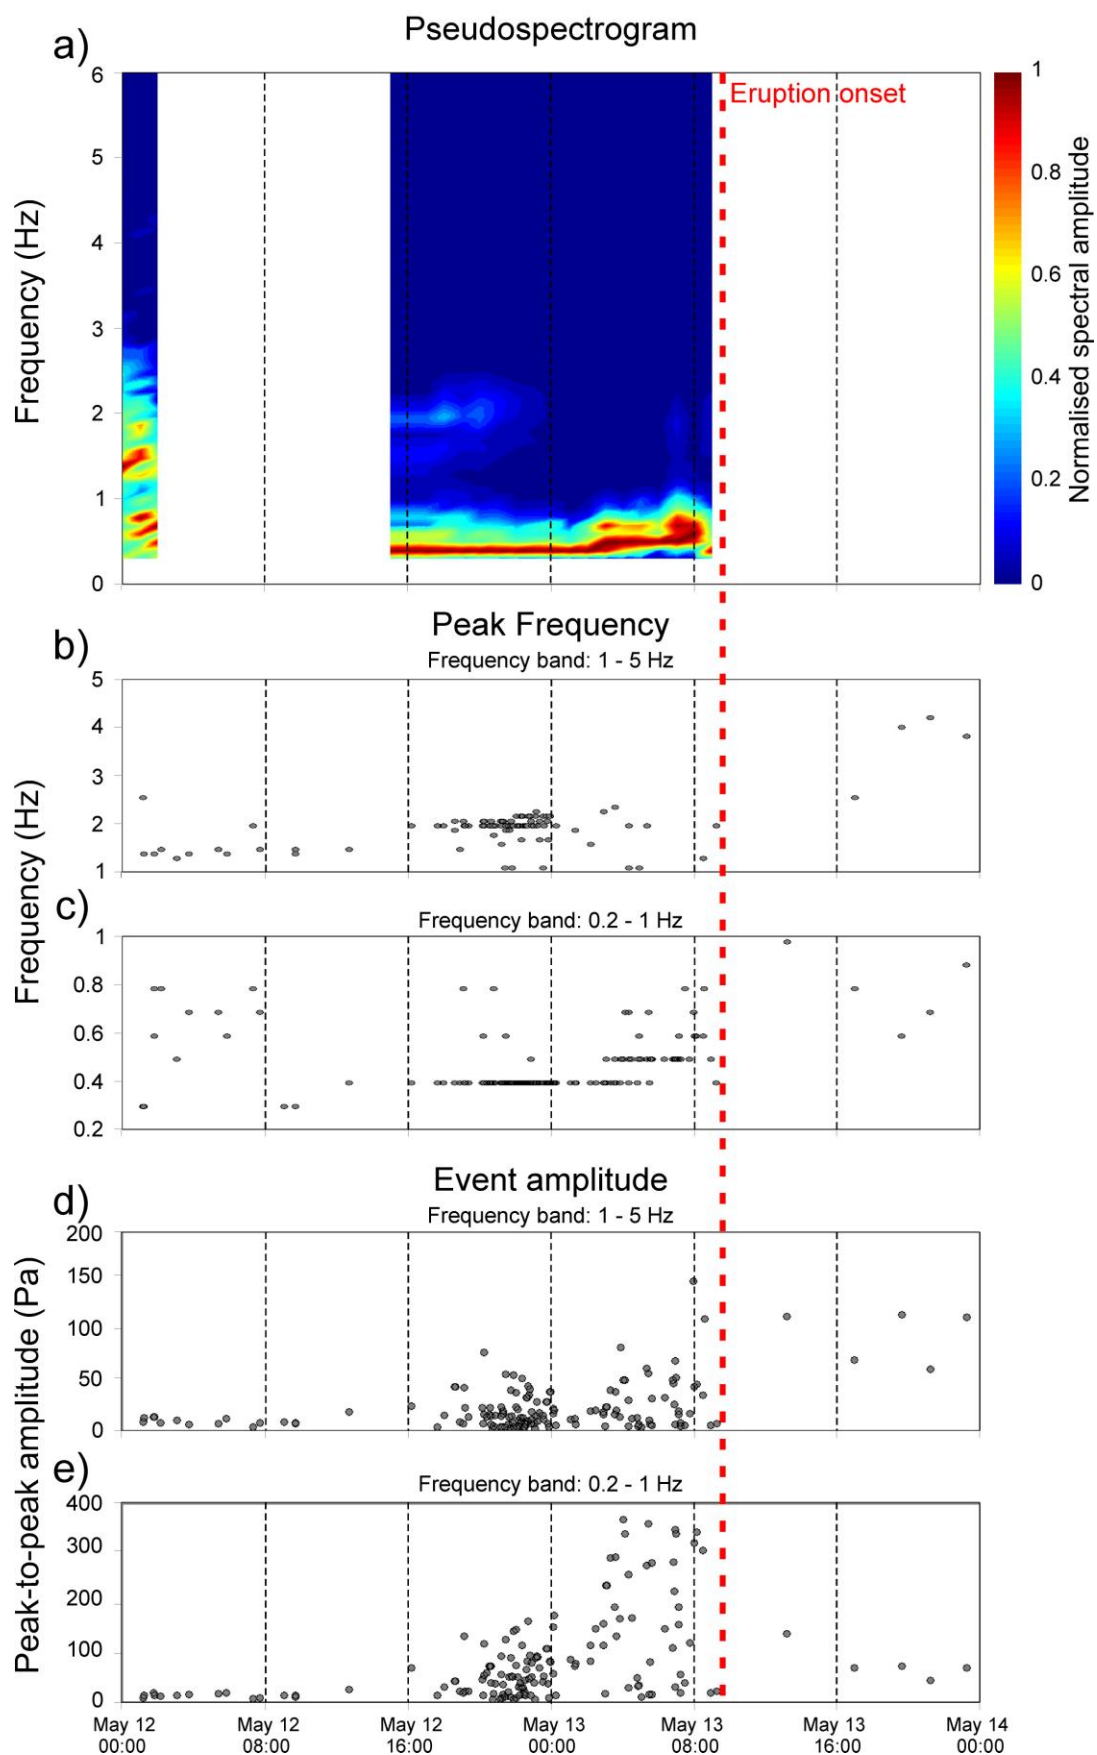 a)
Pseudospectrogram
6
5
4
3
2
1
0
Frequency (Hz)
Eruption onset
1
0.8
0.6
0.4
0.2
0
Normalised spectral amplitude
b)
Peak Frequency
Frequency band: 1 - 5 Hz
5
4
3
2
1
Frequency (Hz)
c)
Frequency band: 0.2 - 1 Hz
1
0.8
0.6
0.4
0.2
Frequency (Hz)
d)
Event amplitude
Frequency band: 1 - 5 Hz
200
150
100
50
0
Peak-to-peak amplitude (Pa)
e)
Frequency band: 0.2 - 1 Hz
400
300
200
100
0
May 12 May 12 May 12 May 13 May 13 May 13 May 14
00:00 08:00 16:00 00:00 08:00 16:00 00:00